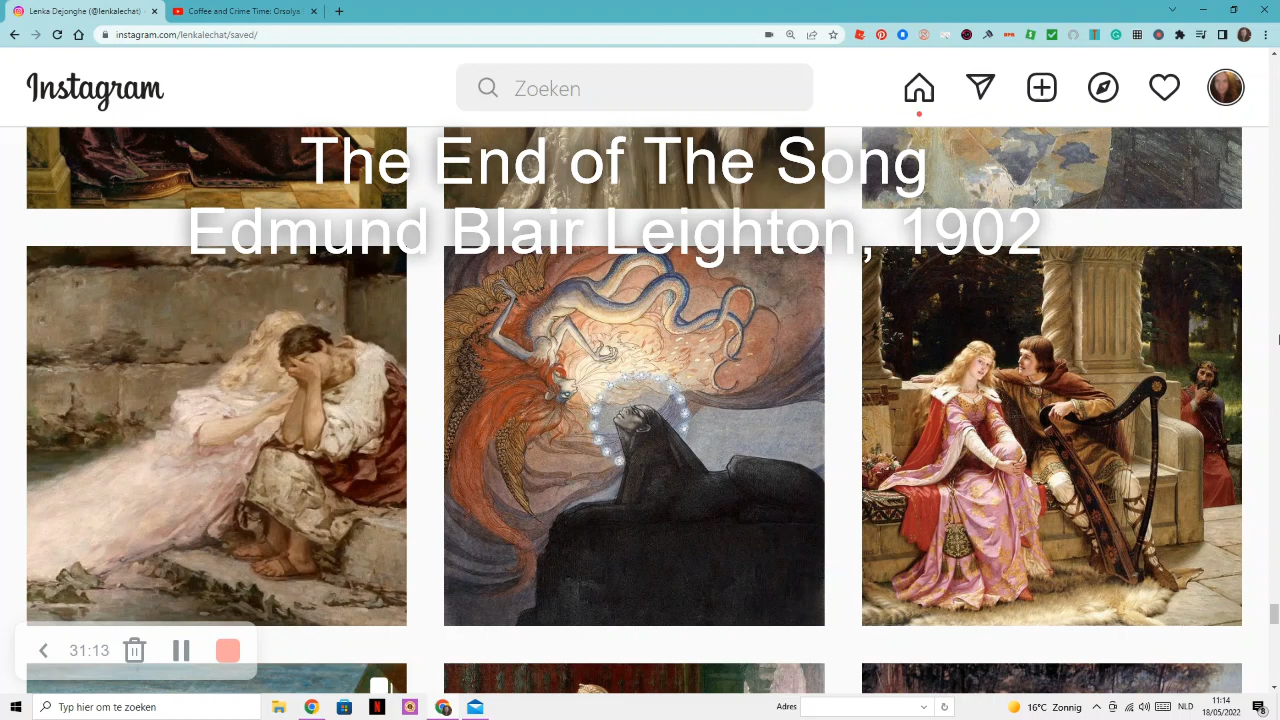 Lenka Dejonghe (@lenkalechat)
Coffee and Crime Time: Orsolya
instagram.com/lenkalechat/saved/
Instagram
Zoeken
The End of The Song
Edmund Blair Leighton, 1902
31:13
Typ hier om te zoeken
Adres
16°C Zonnig
NLD
11:14
18/05/2022